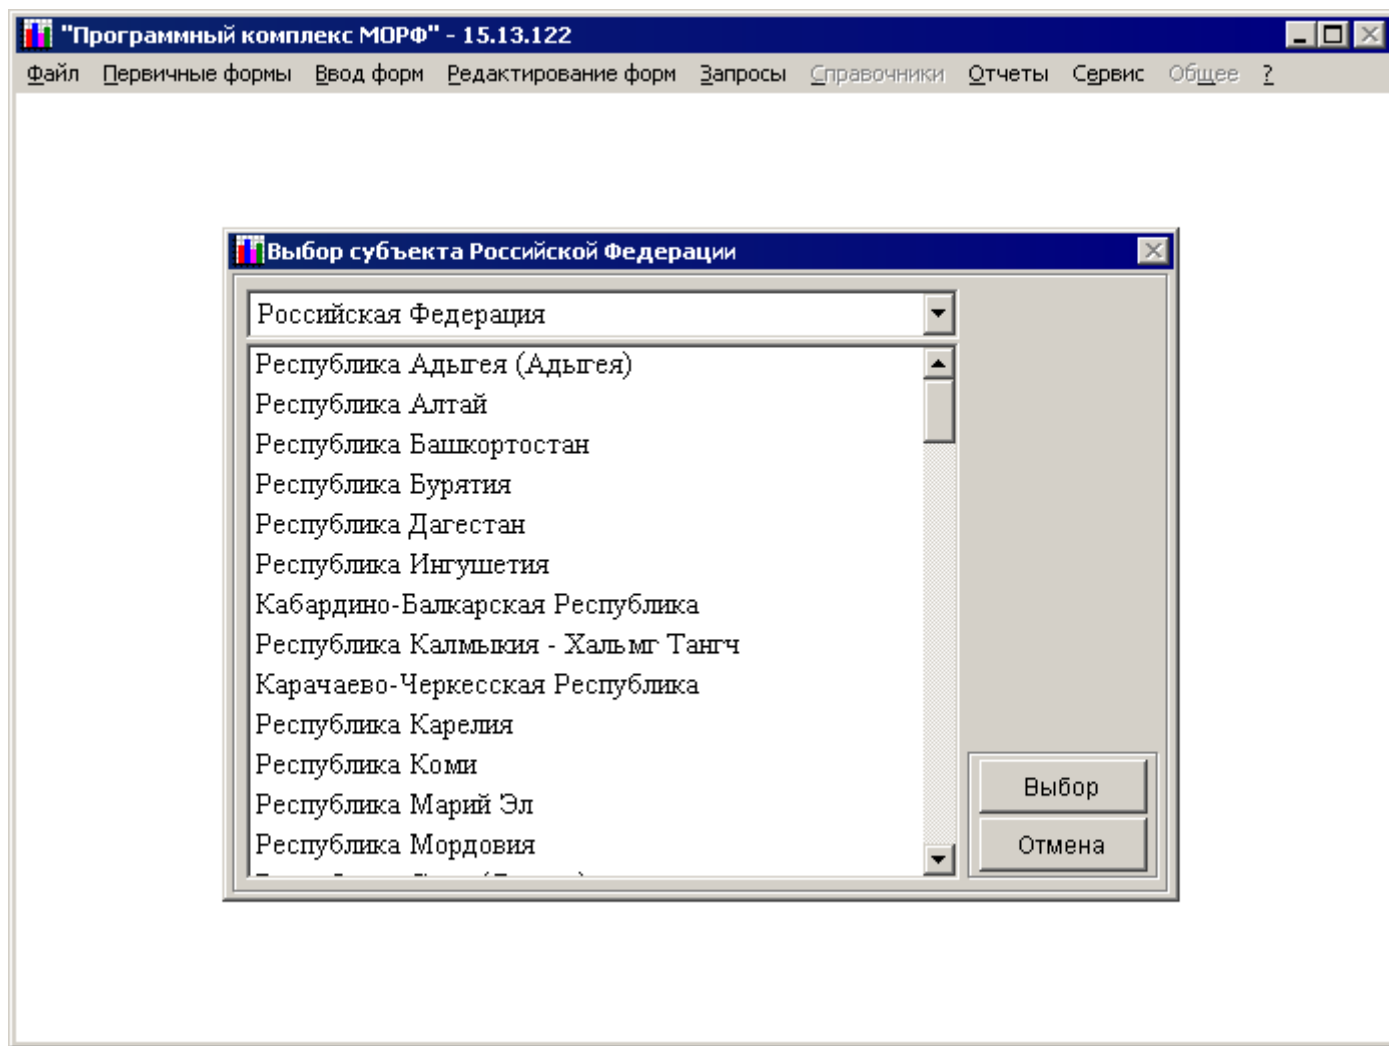 "Программный комплекс МОРФ" - 15.13.122
Файл Первичные формы Ввод форм Редактирование форм Запросы Справочники Отчеты Сервис Общее ?
Выбор субъекта Российской Федерации
Российская Федерация
Республика Адыгея (Адыгея)
Республика Алтай
Республика Башкортостан
Республика Бурятия
Республика Дагестан
Республика Ингушетия
Кабардино-Балкарская Республика
Республика Калмыкия - Хальмг Тангч
Карачаево-Черкесская Республика
Республика Карелия
Республика Коми
Республика Марий Эл
Республика Мордовия
Выбор
Отмена